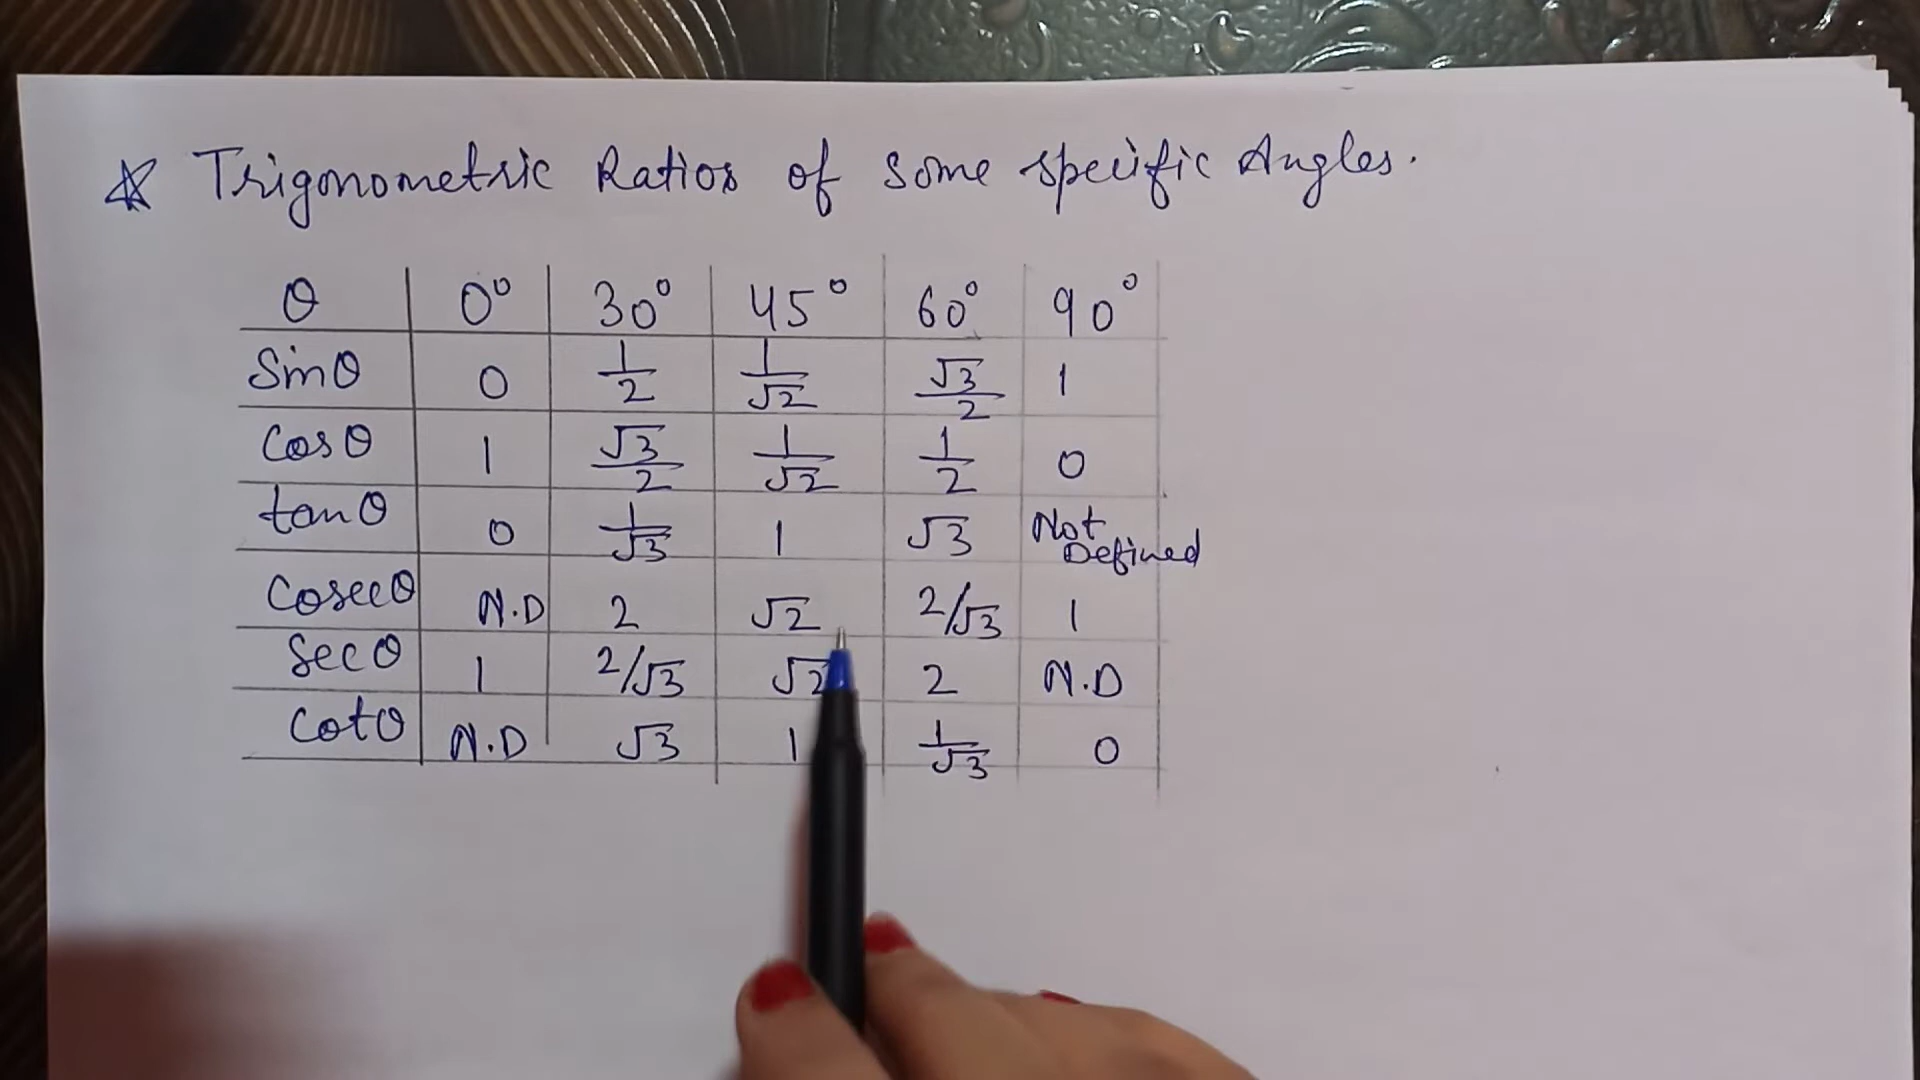 ☆ Trigonometric Ratios of Some specific Angles.
θ 0° 30° 45° 60° 90°
Sinθ 0 1/2 1/√2 √3/2 1
Cosθ 1 √3/2 1/√2 1/2 0
tanθ 0 1/√3 1 √3 Not Defined
Cosecθ N.D 2 √2 2/√3 1
Secθ 1 2/√3 √2 2 N.D
Cotθ N.D √3 1 1/√3 0